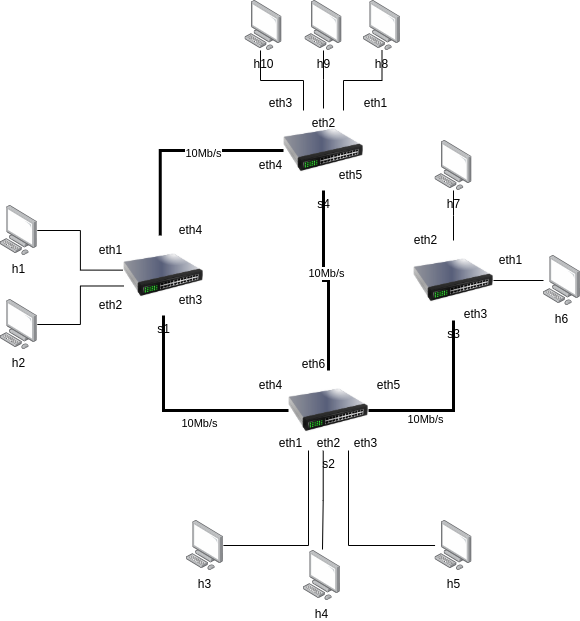 h10 h9 h8
eth3 eth1
eth2
10Mb/s
eth4 eth5
s4 h7
eth4 eth2
eth1 eth1
h1 10Mb/s
eth2 eth3 eth3
h6
s1 s3
h2
eth6
eth4 eth5
10Mb/s 10Mb/s
eth1 eth2 eth3
s2
h3 h5
h4